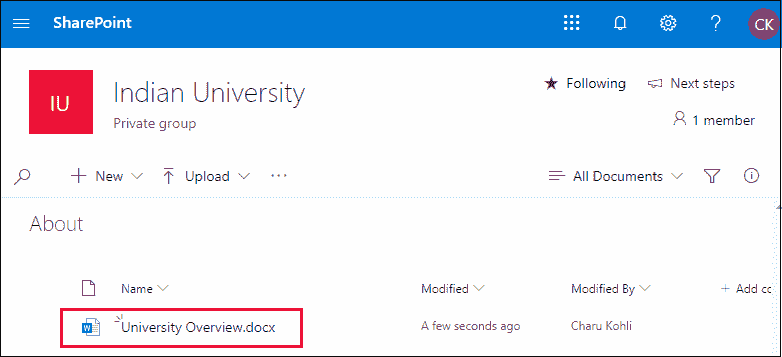 SharePoint
?
CK
IU
Indian University
Private group
Following
Next steps
1 member
New
Upload
All Documents
About
Name
Modified
Modified By
+ Add co
University Overview.docx
A few seconds ago
Charu Kohli